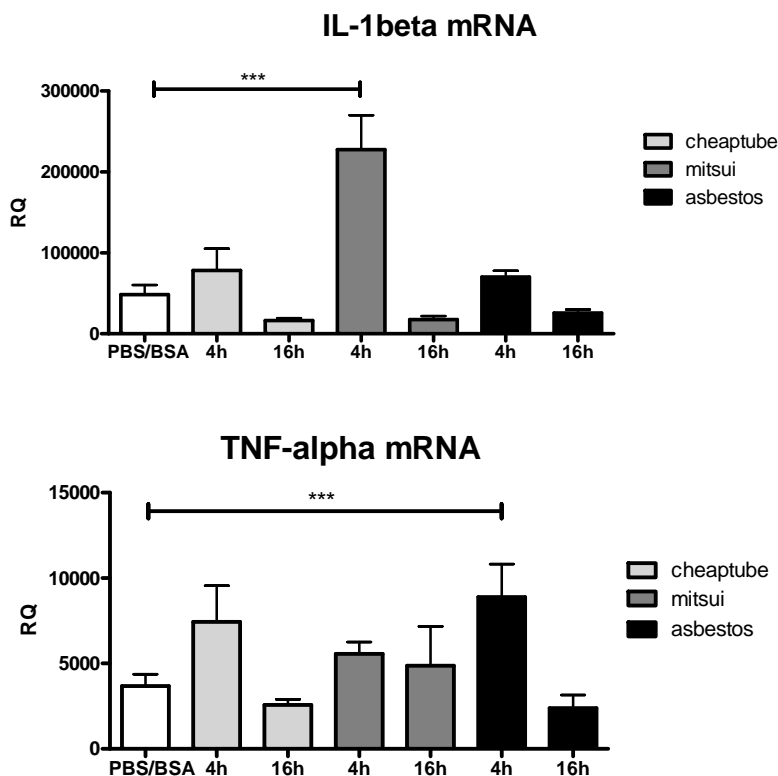 IL-1beta mRNA
***
300000
200000
100000
0
RQ
PBS/BSA 4h 16h 4h 16h 4h 16h
cheaptube
mitsui
asbestos
TNF-alpha mRNA
***
15000
10000
5000
0
RQ
PBS/BSA 4h 16h 4h 16h 4h 16h
cheaptube
mitsui
asbestos